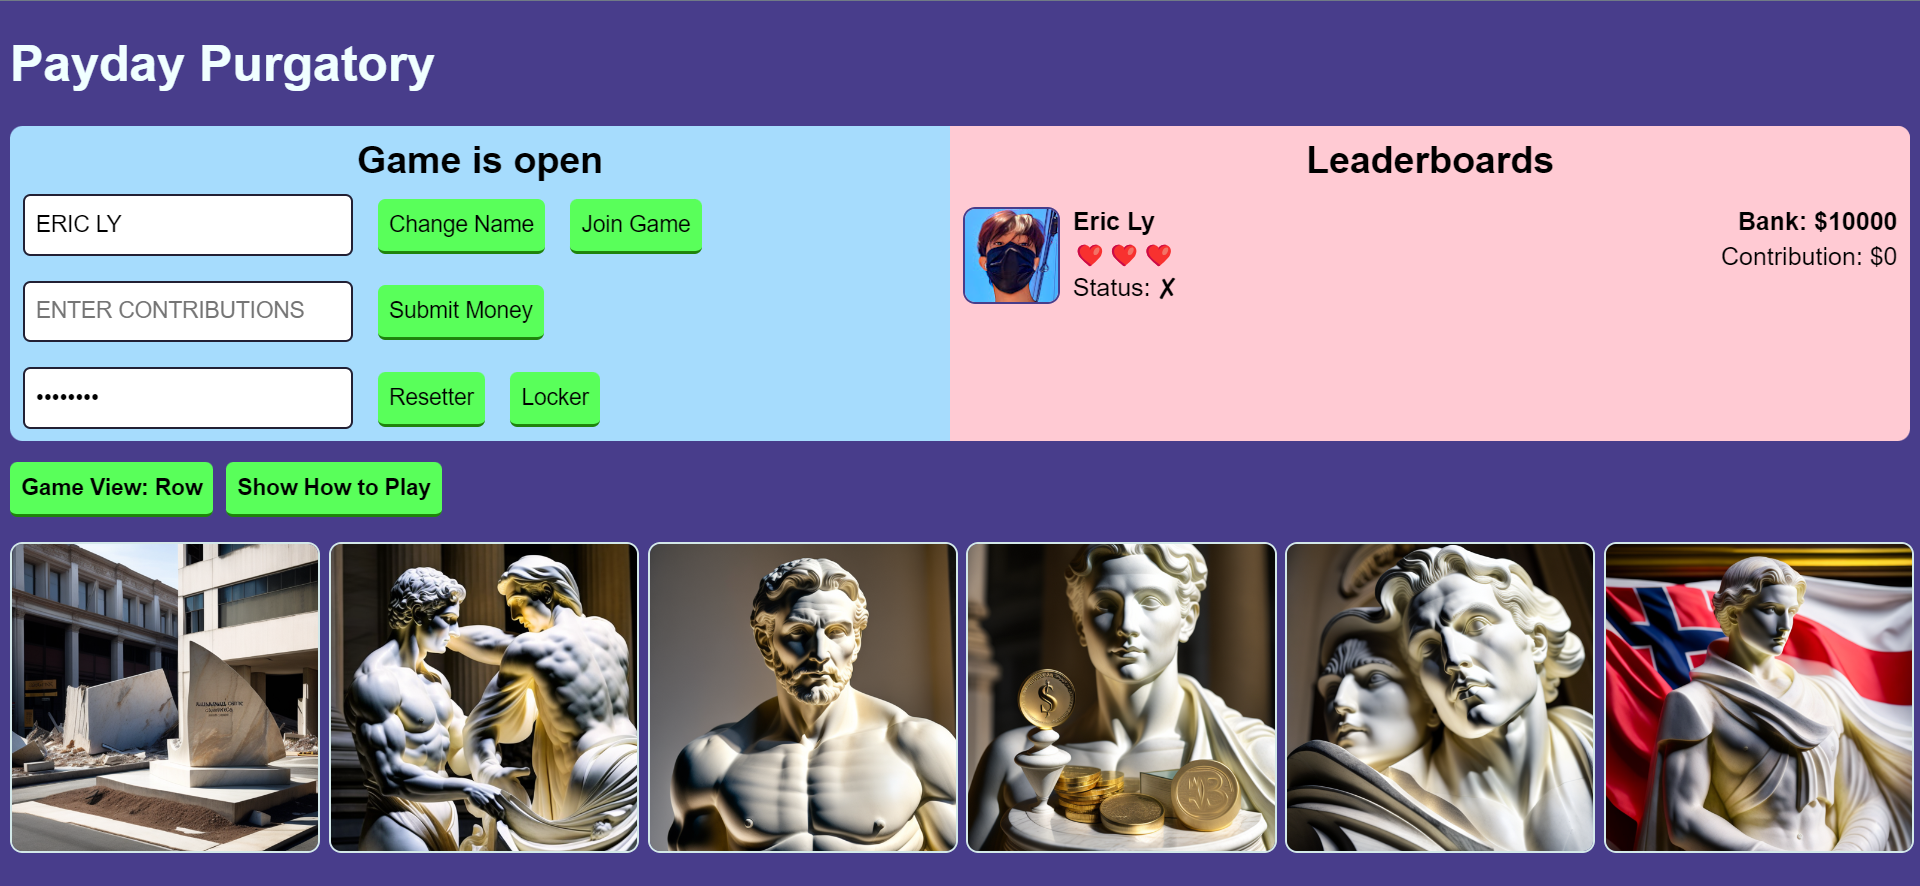 Payday Purgatory
Game is open
ERIC LY
Change Name
Join Game
ENTER CONTRIBUTIONS
Submit Money
••••••••
Resetter
Locker
Leaderboards
Eric Ly
Bank: $10000
Contribution: $0
Status: ✗
Game View: Row
Show How to Play
$